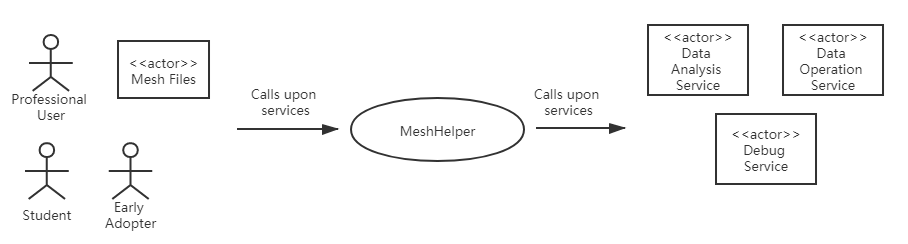 Professional
User
<<actor>>
Mesh Files
Student
Early
Adopter
Calls upon
services
MeshHelper
Calls upon
services
<<actor>>
Data
Analysis
Service
<<actor>>
Data
Operation
Service
<<actor>>
Debug
Service